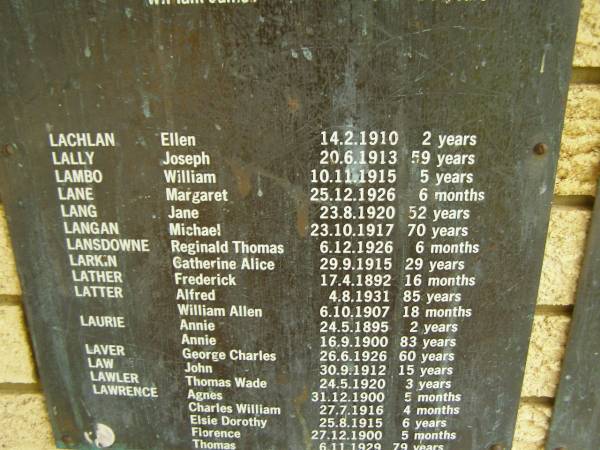 LACHLAN Ellen 14.2.1910 2 years
LALLY Joseph 20.6.1913 59 years
LAMBO William 10.11.1915 5 years
LANE Margaret 25.12.1926 6 months
LANG Jane 23.8.1920 52 years
LANGAN Michael 23.10.1917 70 years
LANSDOWNE Reginald Thomas 6.12.1926 6 months
LARKIN Catherine Alice 29.9.1915 29 years
LATHER Frederick 17.4.1892 16 months
LATTER Alfred 4.8.1931 85 years
William Allen 6.10.1907 18 months
LAURIE Annie 24.5.1895 2 years
Annie 16.9.1900 83 years
LAVER George Charles 26.6.1926 60 years
LAW John 30.9.1912 15 years
LAWLER Thomas Wade 24.5.1920 3 years
LAWRENCE Agnes 31.12.1900 5 months
Charles William 27.7.1916 4 months
Elsie Dorothy 25.8.1915 6 years
Florence 27.12.1900 5 months
Thomas 6.11.1929 79 years